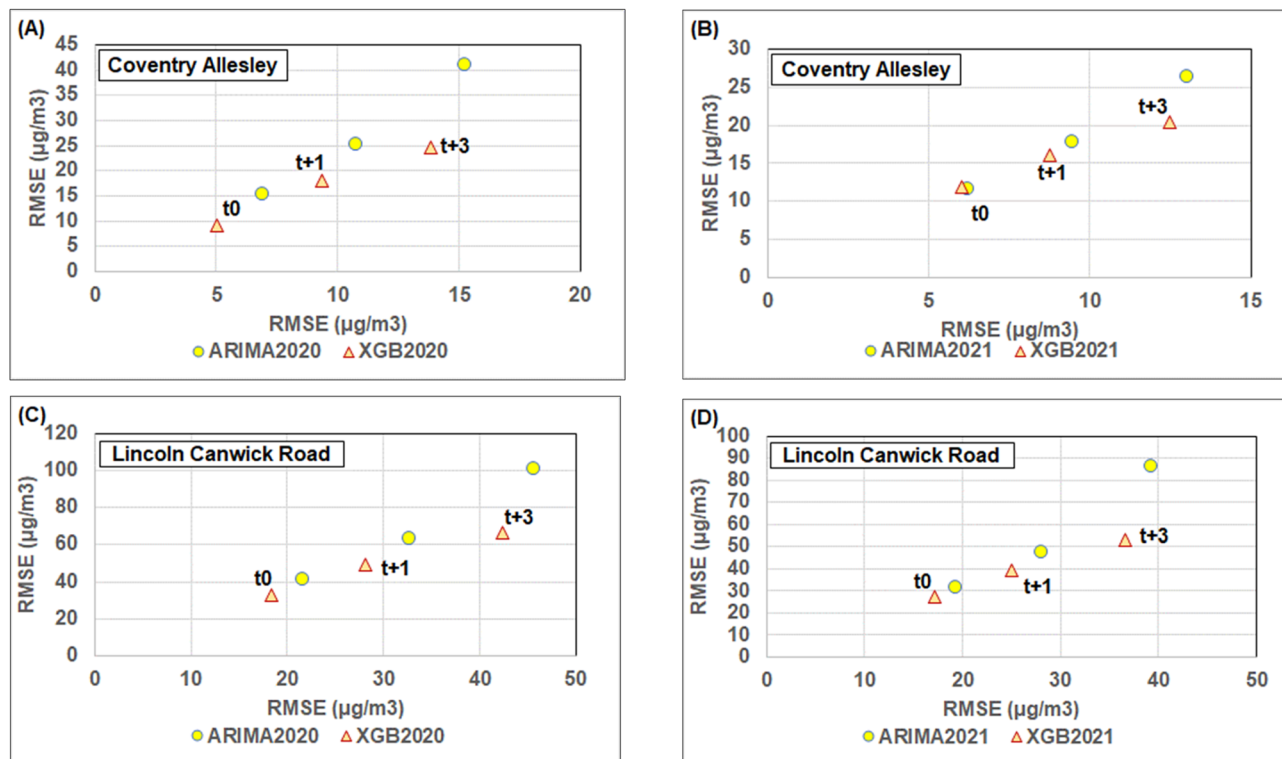 (A)
Coventry Allesley
RMSE (µg/m3)
45
40
35
30
25
20
15
10
5
0
t0
t+1
t+3
0 5 10 15 20
RMSE (µg/m3)
ARIMA2020 XGB2020
(B)
Coventry Allesley
RMSE (µg/m3)
30
25
20
15
10
5
0
t0
t+1
t+3
0 5 10 15
RMSE (µg/m3)
ARIMA2021 XGB2021
(C)
Lincoln Canwick Road
RMSE (µg/m3)
120
100
80
60
40
20
0
t0
t+1
t+3
0 10 20 30 40 50
RMSE (µg/m3)
ARIMA2020 XGB2020
(D)
Lincoln Canwick Road
RMSE (µg/m3)
100
90
80
70
60
50
40
30
20
10
0
t0
t+1
t+3
0 10 20 30 40 50
RMSE (µg/m3)
ARIMA2021 XGB2021